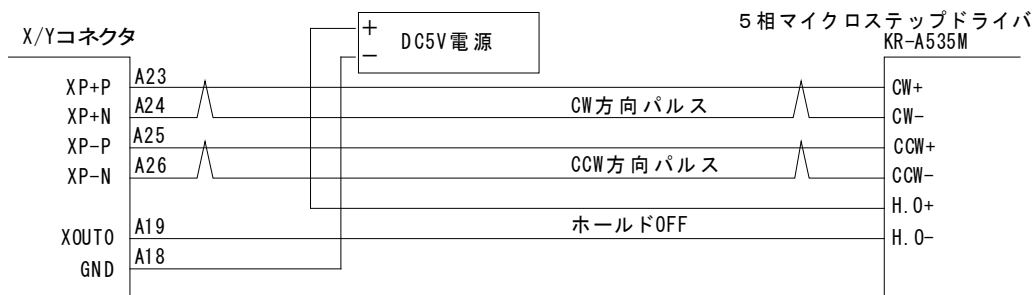 5相マイクロステップドライバ
KR-A535M
X/Yコネクタ
+
DC5V電源
−
XP+P A23 CW+
XP+N A24 CW方向パルス CW-
XP-P A25 CCW+
XP-N A26 CCW方向パルス CCW-
H.O+
XOUT0 A19 ホールドOFF H.O-
GND A18